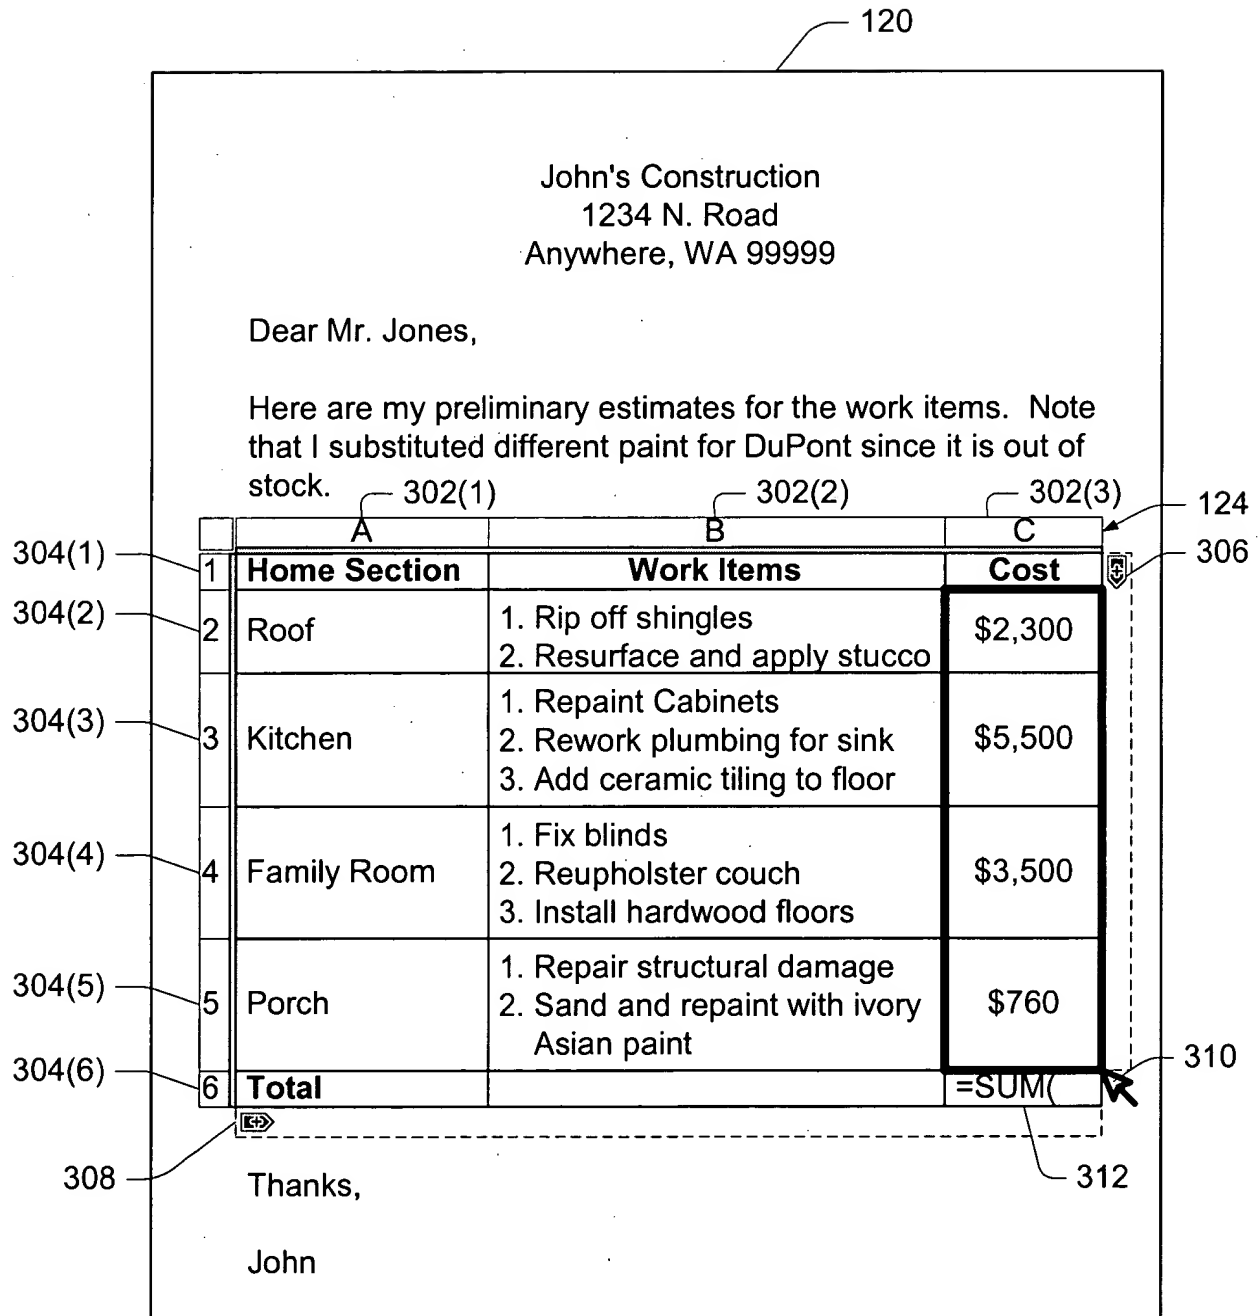 120
John's Construction
1234 N. Road
Anywhere, WA 99999
Dear Mr. Jones,
Here are my preliminary estimates for the work items.  Note
that I substituted different paint for DuPont since it is out of
stock.
302(1) 302(2) 302(3)
124
A B C
304(1)
306
1 Home Section Work Items Cost
304(2)
2 Roof
1. Rip off shingles
2. Resurface and apply stucco
$2,300
304(3)
3 Kitchen
1. Repaint Cabinets
2. Rework plumbing for sink
3. Add ceramic tiling to floor
$5,500
304(4)
4 Family Room
1. Fix blinds
2. Reupholster couch
3. Install hardwood floors
$3,500
304(5)
5 Porch
1. Repair structural damage
2. Sand and repaint with ivory
Asian paint
$760
310
304(6)
6 Total =SUM(
308
312
Thanks,
John